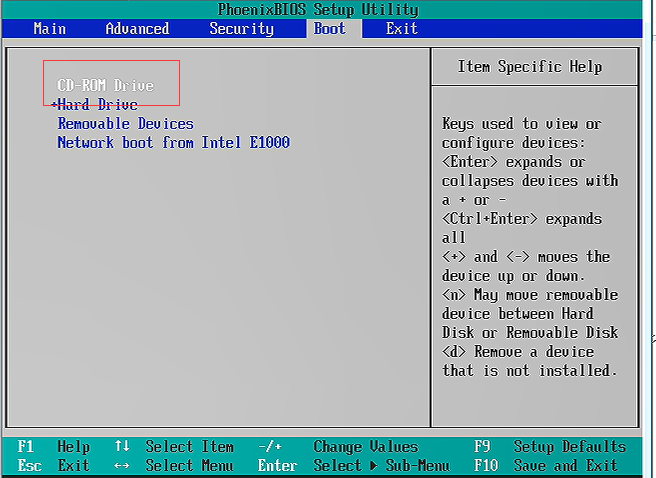 PhoenixBIOS Setup Utility
Main Advanced Security Boot Exit
CD-ROM Drive
+Hard Drive
Removable Devices
Network boot from Intel E1000
Item Specific Help
Keys used to view or
configure devices:
<Enter> expands or
collapses devices with
a + or -
<Ctrl+Enter> expands
all
<+> and <-> moves the
device up or down.
<n> May move removable
device between Hard
Disk or Removable Disk
<d> Remove a device
that is not installed.
F1 Help ↑↓ Select Item -/+ Change Values F9 Setup Defaults
Esc Exit ↔ Select Menu Enter Select ▶ Sub-Menu F10 Save and Exit